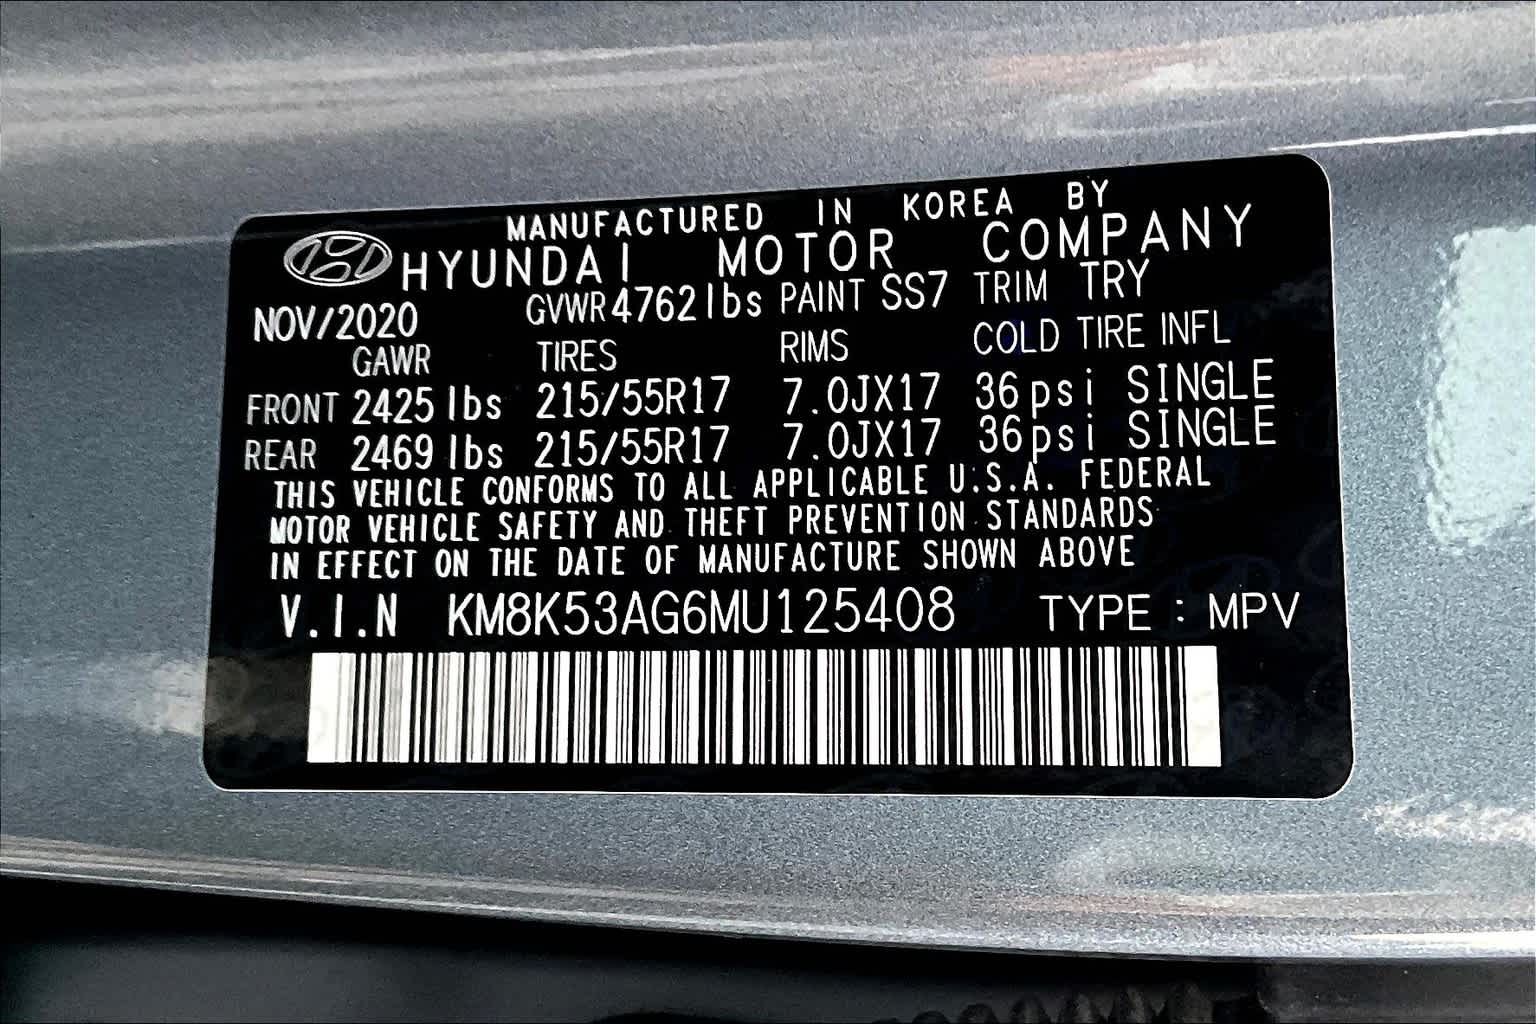 MANUFACTURED IN KOREA BY
HYUNDAI MOTOR COMPANY
NOV/2020 GVWR 4762 lbs PAINT SS7 TRIM TRY
GAWR TIRES RIMS COLD TIRE INFL
FRONT 2425 lbs 215/55R17 7.0JX17 36psi SINGLE
REAR 2469 lbs 215/55R17 7.0JX17 36psi SINGLE
THIS VEHICLE CONFORMS TO ALL APPLICABLE U.S.A. FEDERAL
MOTOR VEHICLE SAFETY AND THEFT PREVENTION STANDARDS
IN EFFECT ON THE DATE OF MANUFACTURE SHOWN ABOVE
V.I.N KM8K53AG6MU125408 TYPE : MPV